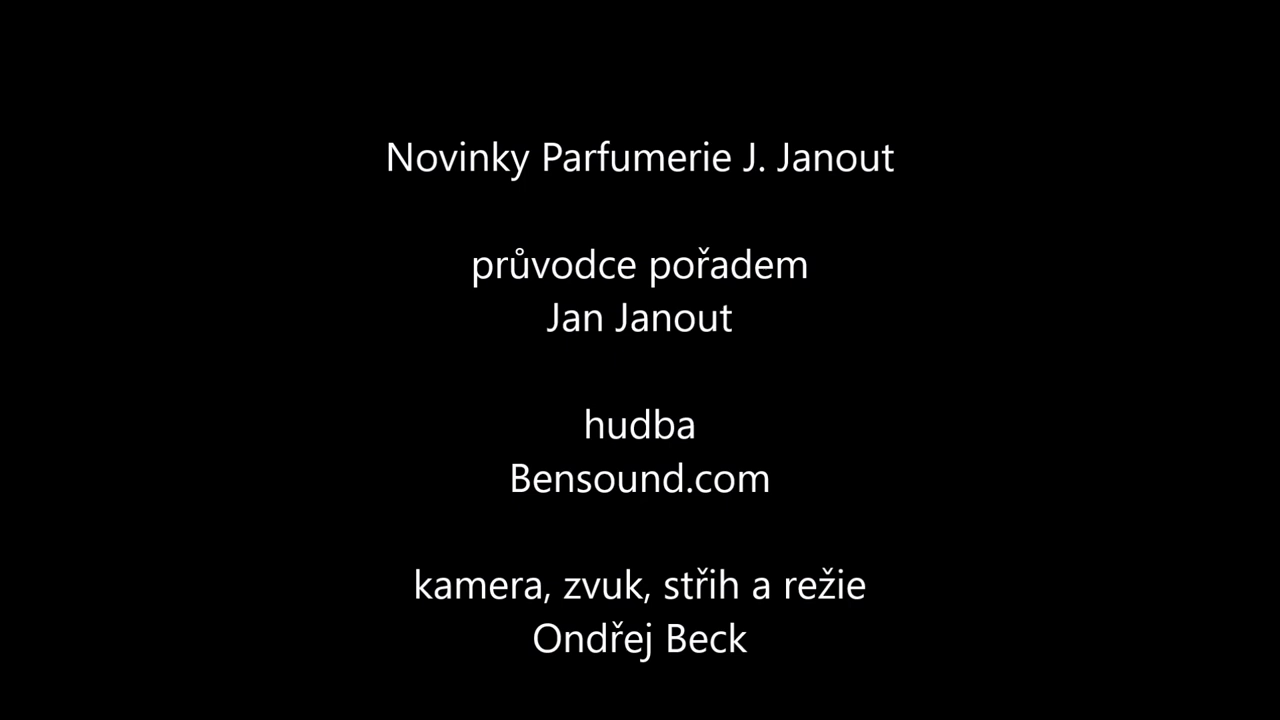 Novinky Parfumerie J. Janout
průvodce pořadem
Jan Janout
hudba
Bensound.com
kamera, zvuk, střih a režie
Ondřej Beck